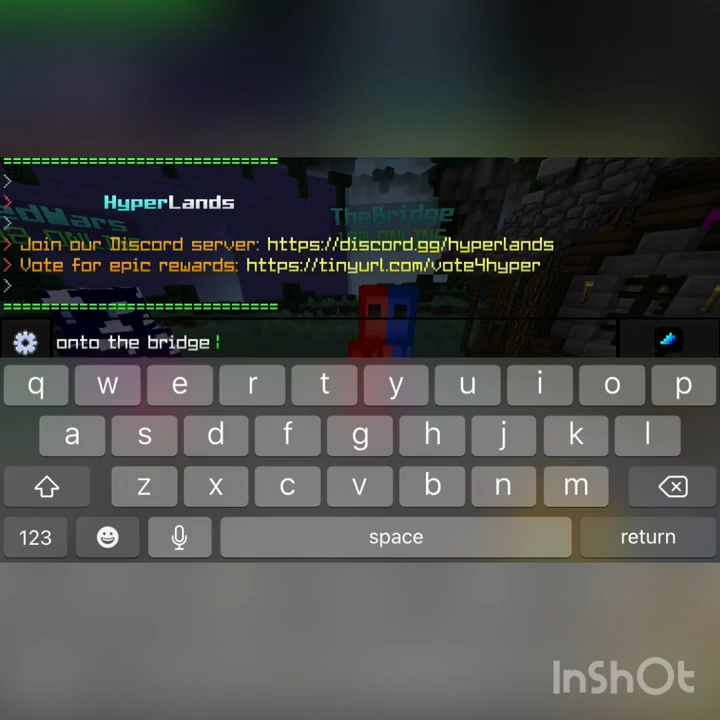 ==============================
>
> HyperLands
>
> Join our Discord server: https://discord.gg/hyperlands
> Vote for epic rewards: https://tinyurl.com/vote4hyper
>
==============================
TheBridge
ONLINE
onto the bridge
q w e r t y u i o p
a s d f g h j k l
z x c v b n m
123 space return
InShOt